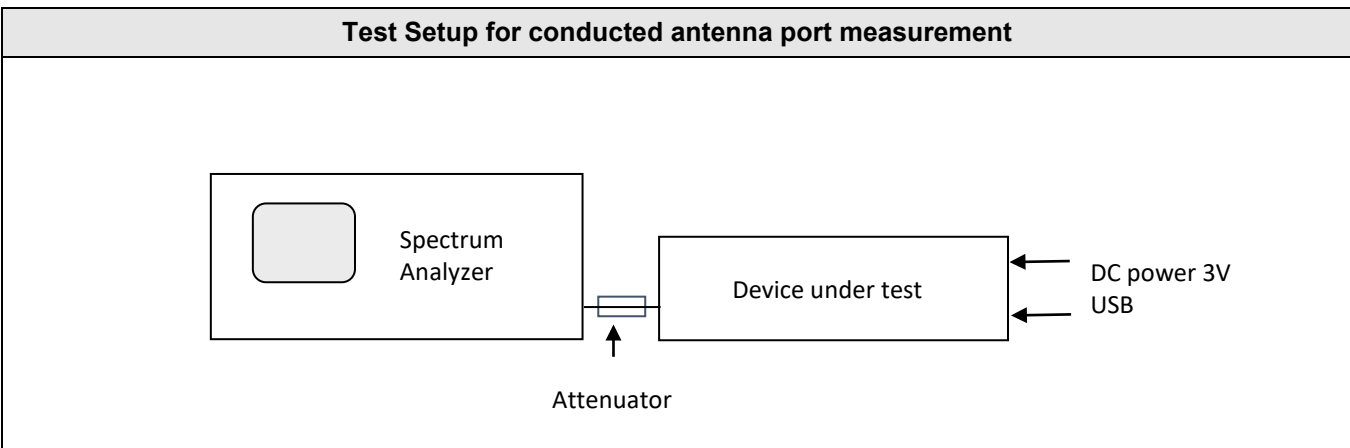 Test Setup for conducted antenna port measurement
Spectrum
Analyzer
Device under test
DC power 3V
USB
Attenuator